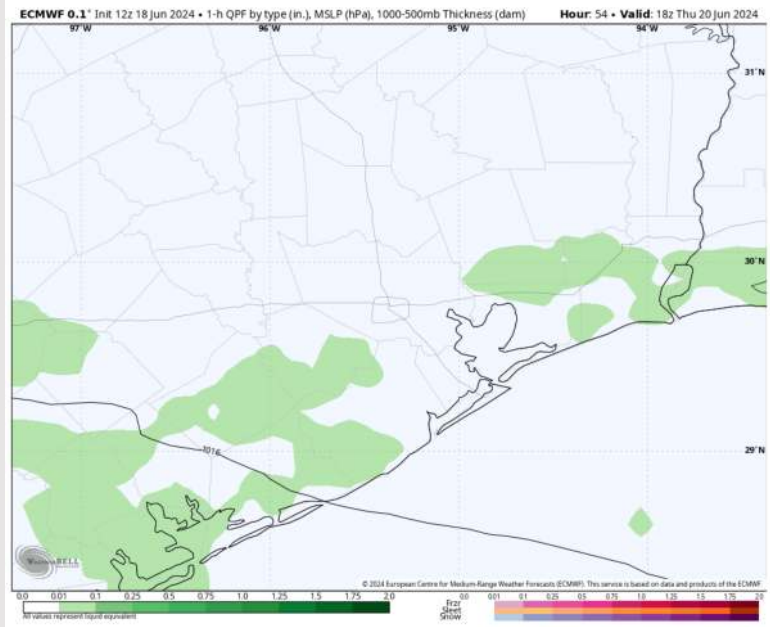 ECMWF 0.1° Init 12z 18 Jun 2024 • 1-h QPF by type (in.), MSLP (hPa), 1000-500mb Thickness (dam) Hour: 54 • Valid: 18z Thu 20 Jun 2024
97°W 96°W 95°W 94°W
31°N
30°N
29°N
1016
WEATHERBELL
© 2024 European Centre for Medium-Range Weather Forecasts (ECMWF). This service is based on data and products of the ECMWF.
0.0 0.01 0.1 0.25 0.5 0.75 1.0 1.25 1.5 1.75 2.0
All values represent liquid equivalent
0.0 0.01 0.1 0.25 0.5 0.75 1.0 1.25 1.5 1.75 2.0
Frzr
Sleet
Snow